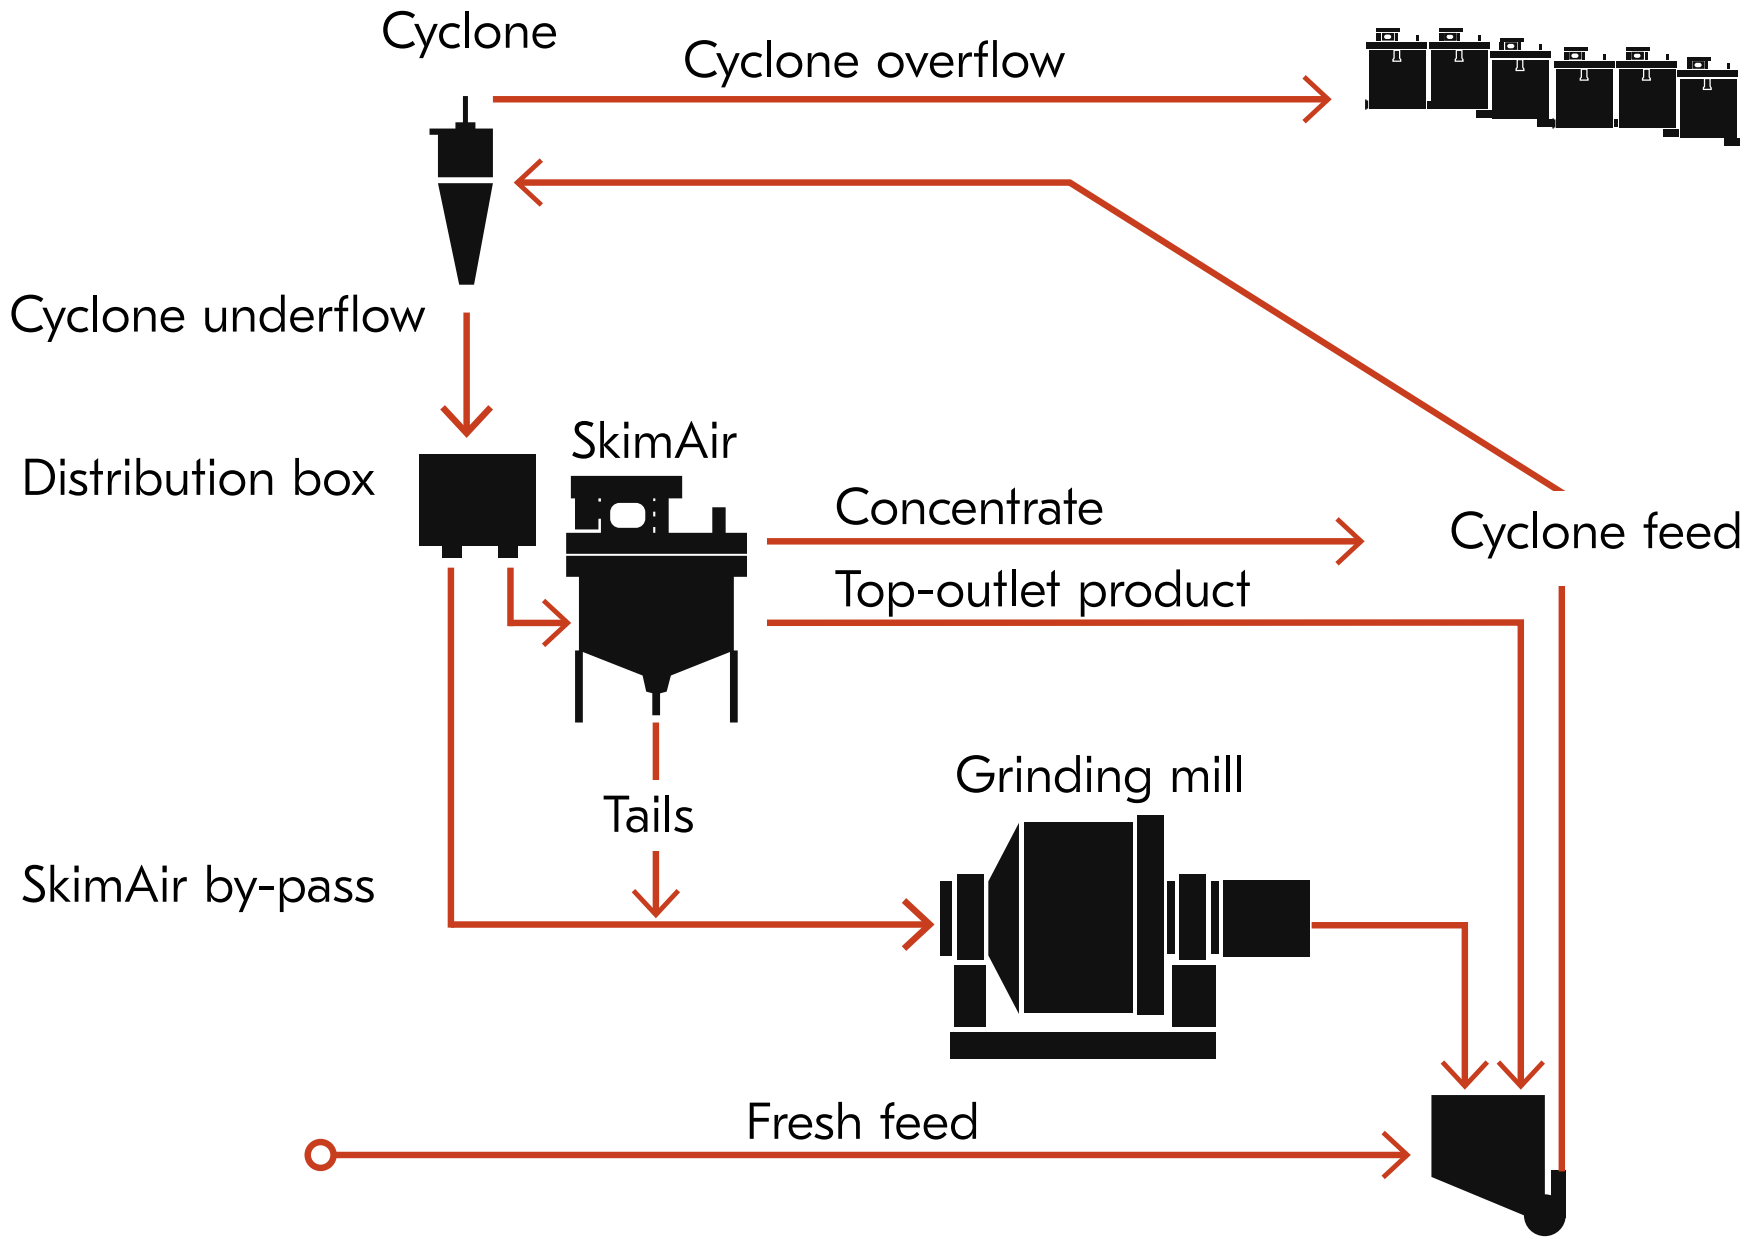 Cyclone
Cyclone overflow
Cyclone underflow
SkimAir
Distribution box
Concentrate
Cyclone feed
Top-outlet product
Grinding mill
Tails
SkimAir by-pass
Fresh feed